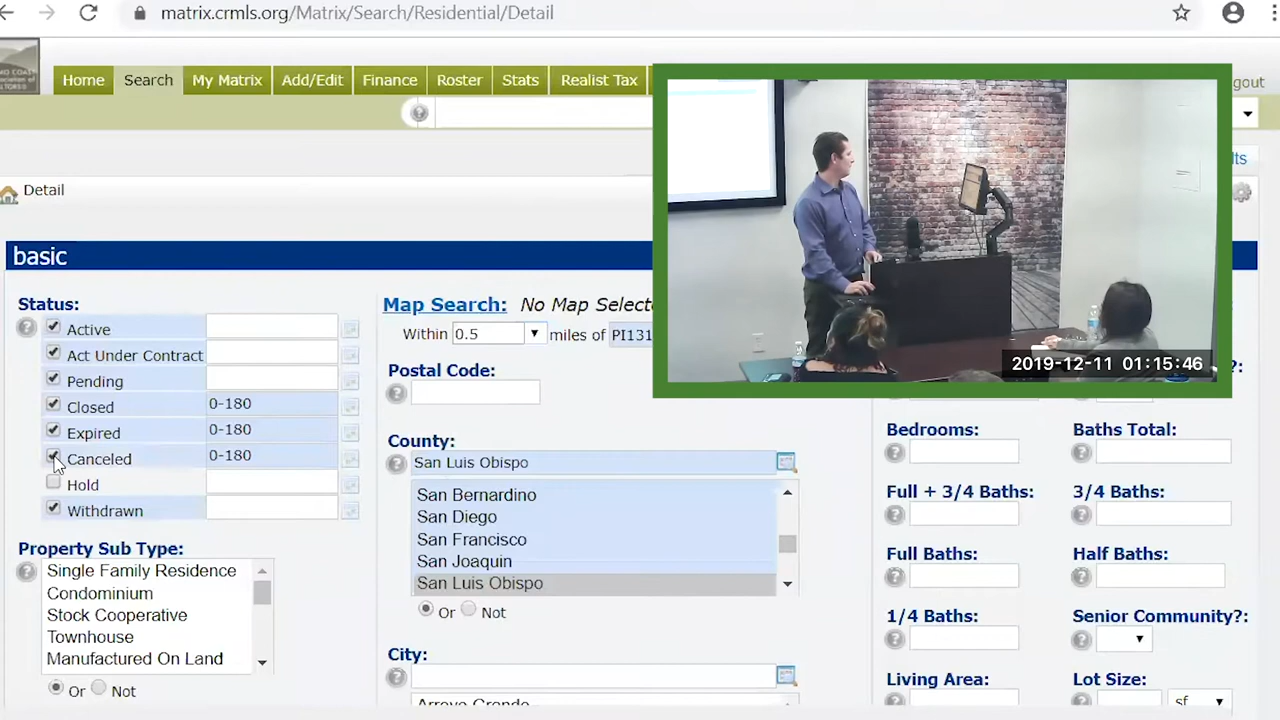 matrix.crmls.org/Matrix/Search/Residential/Detail
Home Search My Matrix Add/Edit Finance Roster Stats Realist Tax
Detail
basic
Status:
Active
Act Under Contract
Pending
Closed 0-180
Expired 0-180
Canceled 0-180
Hold
Withdrawn
Property Sub Type:
Single Family Residence
Condominium
Stock Cooperative
Townhouse
Manufactured On Land
Or Not
Map Search: No Map Selecte
Within 0.5 miles of PI131
Postal Code:
County:
San Luis Obispo
San Bernardino
San Diego
San Francisco
San Joaquin
San Luis Obispo
Or Not
City:
Arroyo Grande
2019-12-11 01:15:46
Bedrooms: Baths Total:
Full + 3/4 Baths: 3/4 Baths:
Full Baths: Half Baths:
1/4 Baths: Senior Community?:
Living Area: Lot Size:
sf